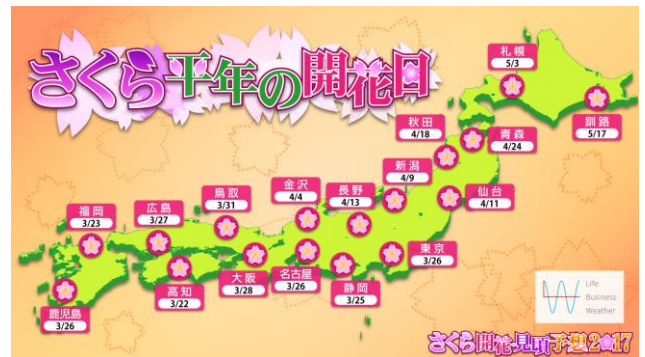 さくら平年の開花日
札幌
5/3
釧路
5/17
秋田
4/18
青森
4/24
新潟
4/9
仙台
4/11
金沢
4/4
長野
4/13
鳥取
3/31
広島
3/27
福岡
3/23
東京
3/26
静岡
3/25
名古屋
3/26
大阪
3/28
高知
3/22
鹿児島
3/26
Life
Business
Weather
さくら開花・見頃予想2017